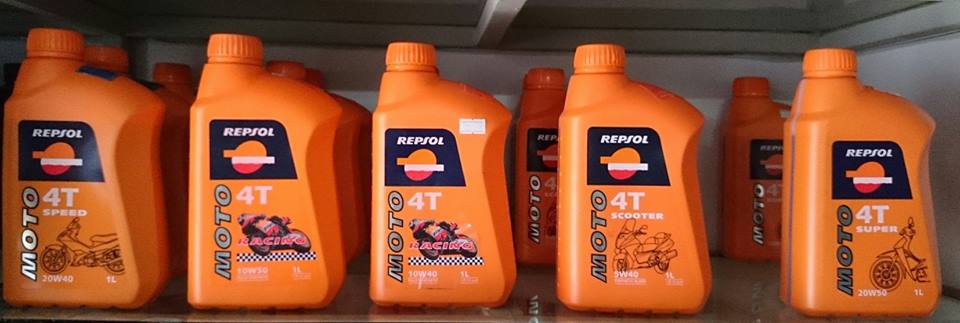 REPSOL
MOTO
4T
SPEED
20W40
1L
REPSOL
MOTO
4T
RACING
10W50
1L
REPSOL
MOTO
4T
RACING
10W40
1L
REPSOL
MOTO
4T
SCOOTER
5W40
1L
REPSOL
MOTO
4T
SUPER
20W50
1L